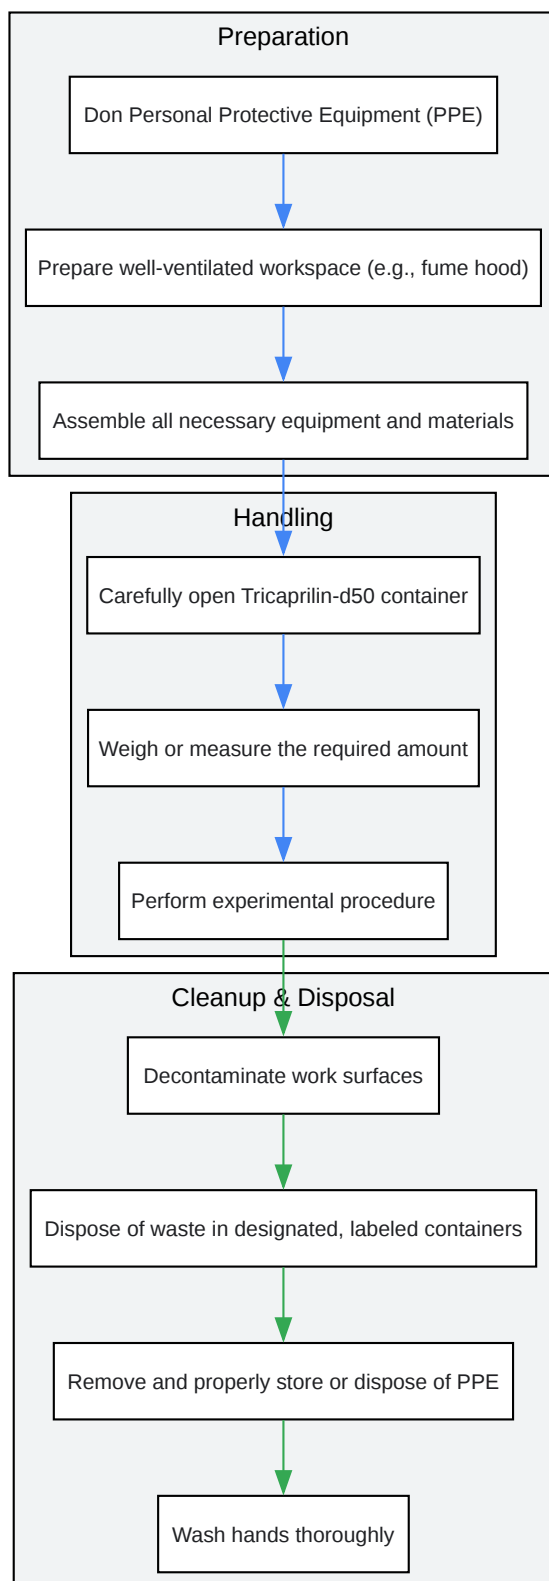 Preparation
Don Personal Protective Equipment (PPE)
Prepare well-ventilated workspace (e.g., fume hood)
Assemble all necessary equipment and materials
Handling
Carefully open Tricaprilin-d50 container
Weigh or measure the required amount
Perform experimental procedure
Cleanup & Disposal
Decontaminate work surfaces
Dispose of waste in designated, labeled containers
Remove and properly store or dispose of PPE
Wash hands thoroughly